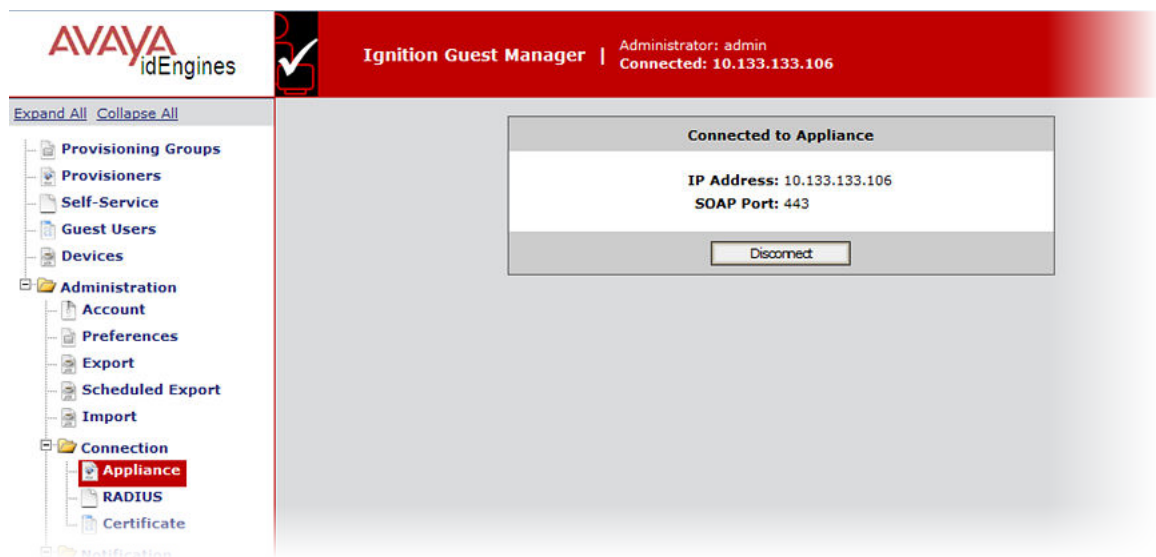 AVAYA
idEngines
Ignition Guest Manager |
Administrator: admin
Connected: 10.133.133.106
Expand All Collapse All
Provisioning Groups
Provisioners
Self-Service
Guest Users
Devices
Administration
Account
Preferences
Export
Scheduled Export
Import
Connection
Appliance
RADIUS
Certificate
Notification
Connected to Appliance
IP Address: 10.133.133.106
SOAP Port: 443
Disconnect